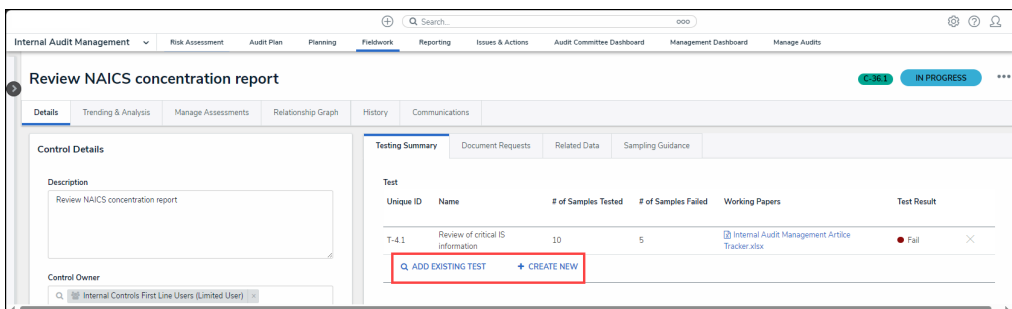 Search...
Internal Audit Management Risk Assessment Audit Plan Planning Fieldwork Reporting Issues & Actions Audit Committee Dashboard Management Dashboard Manage Audits
Review NAICS concentration report C-36.1 IN PROGRESS
Details Trending & Analysis Manage Assessments Relationship Graph History Communications
Control Details
Description
Review NAICS concentration report
Control Owner
Internal Controls First Line Users (Limited User)
Testing Summary Document Requests Related Data Sampling Guidance
Test
Unique ID Name # of Samples Tested # of Samples Failed Working Papers Test Result
T-4.1 Review of critical IS information 10 5 Internal Audit Management Artilce Tracker.xlsx Fail
ADD EXISTING TEST + CREATE NEW